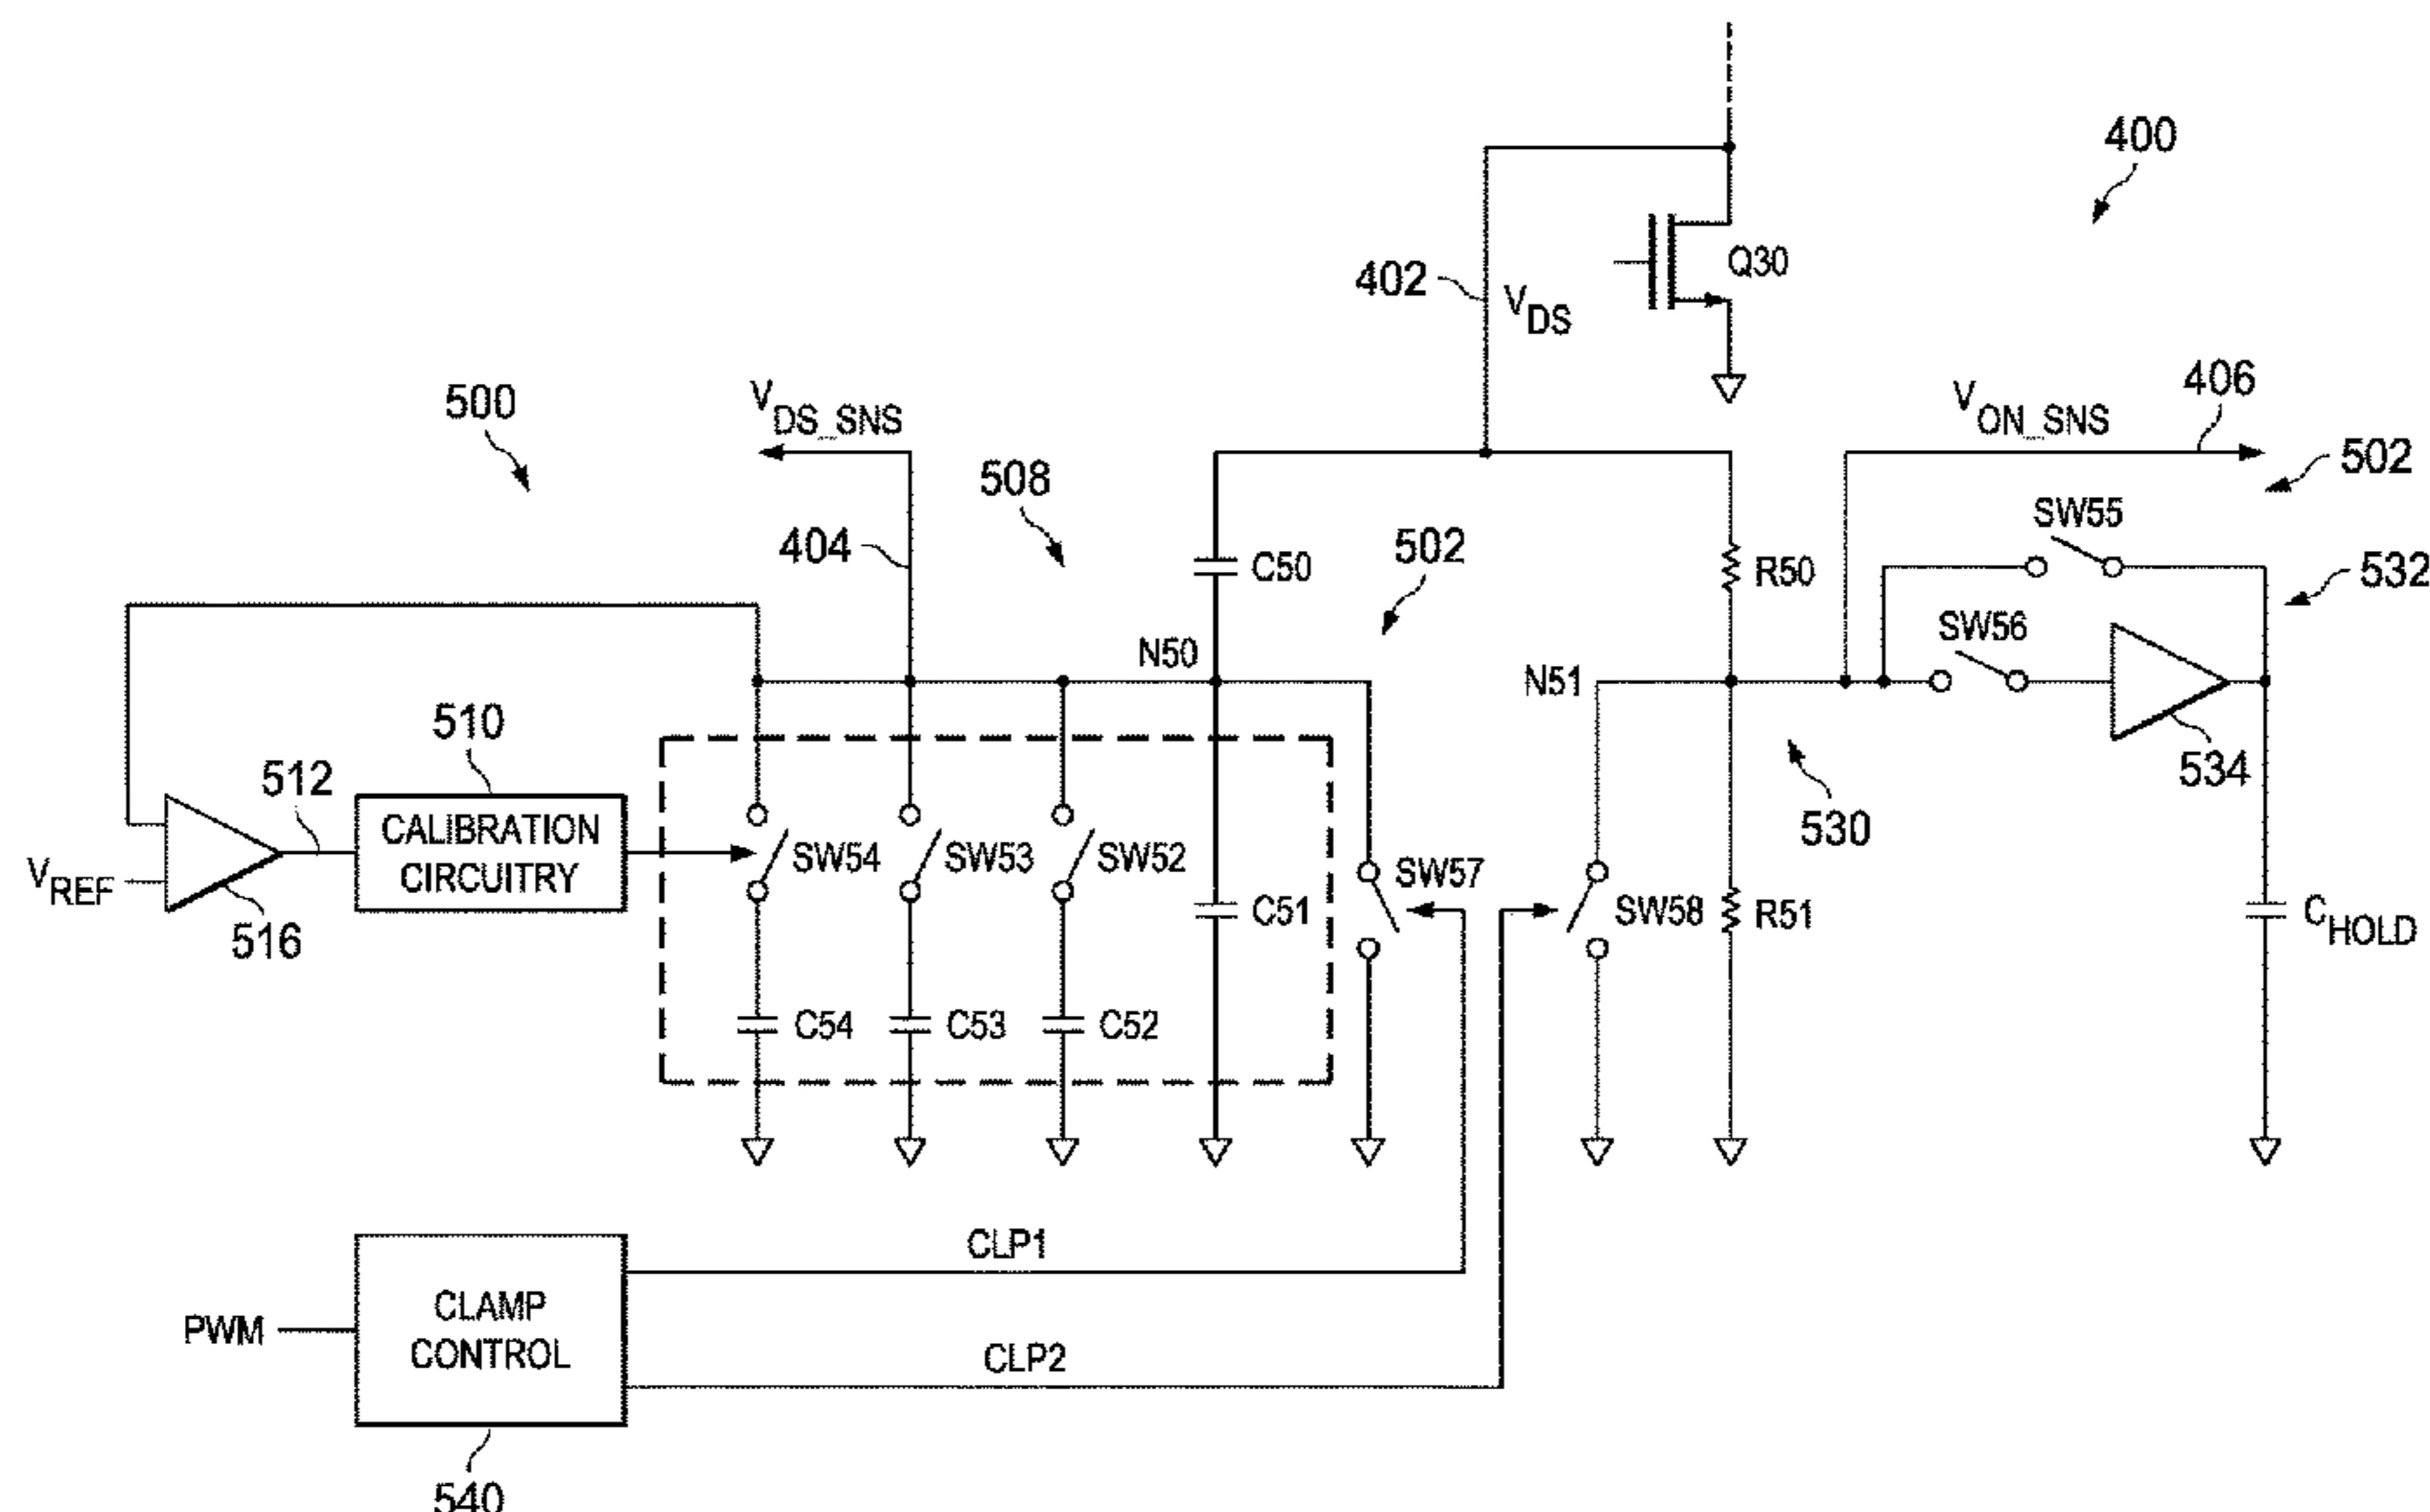 400
Q30
402
VDS
500
VDS_SNS
VON_SNS
406
502
508
404
502
SW55
532
C50
R50
SW56
N50
N51
510
534
512
530
CALIBRATION
CIRCUITRY
SW54
SW53
SW52
SW57
VREF
516
C51
SW58
R51
CHOLD
C54
C53
C52
CLP1
CLAMP
CONTROL
PWM
CLP2
540